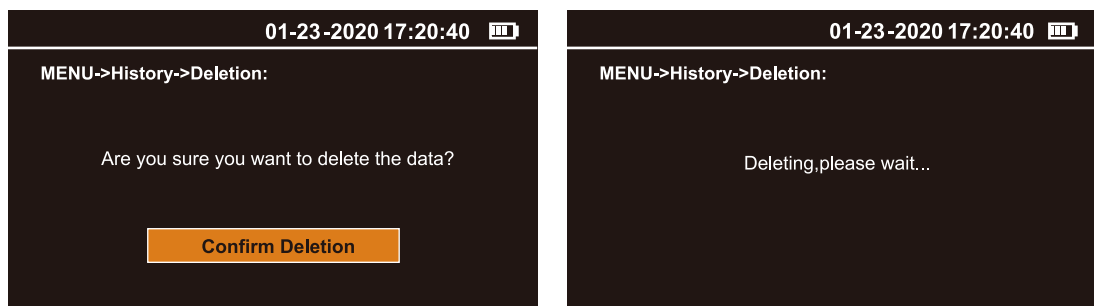 01-23-2020 17:20:40
MENU->History->Deletion:
Are you sure you want to delete the data?
Confirm Deletion
01-23-2020 17:20:40
MENU->History->Deletion:
Deleting,please wait...